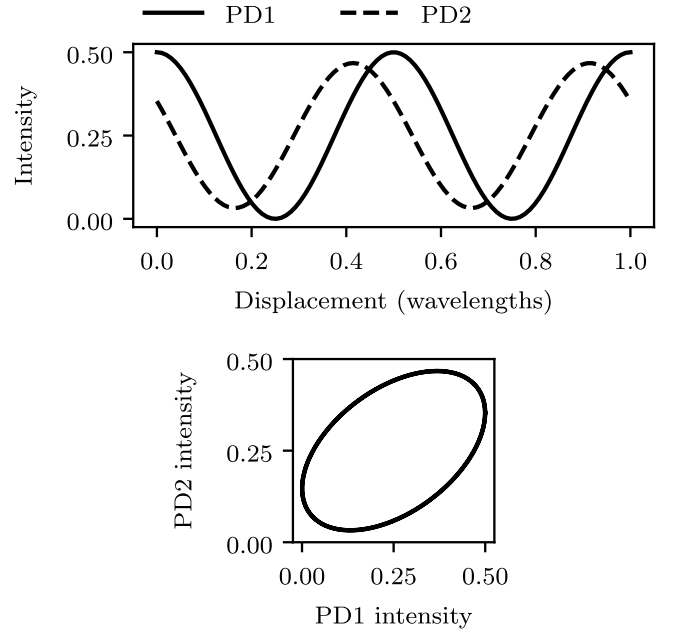 PD1 PD2
Intensity
0.50
0.25
0.00
0.0 0.2 0.4 0.6 0.8 1.0
Displacement (wavelengths)
PD2 intensity
0.50
0.25
0.00
0.00 0.25 0.50
PD1 intensity